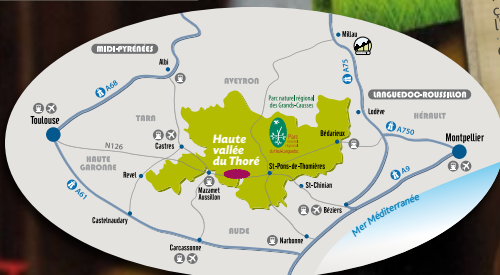 Millau
MIDI-PYRÉNÉES
Albi
A75
A68
AVEYRON
Parc naturel régional
des Grands-Causses
LANGUEDOC-ROUSSILLON
Toulouse
TARN
Lodève
HÉRAULT
Haute
vallée
du Thoré
Bédarieux
A750
Montpellier
N126
Castres
HAUTE
GARONNE
Revel
St-Pons-de-Thomières
A9
Mazamet
Aussillon
St-Chinian
A61
Béziers
Mer Méditerranée
Castelnaudary
AUDE
Narbonne
Carcassonne